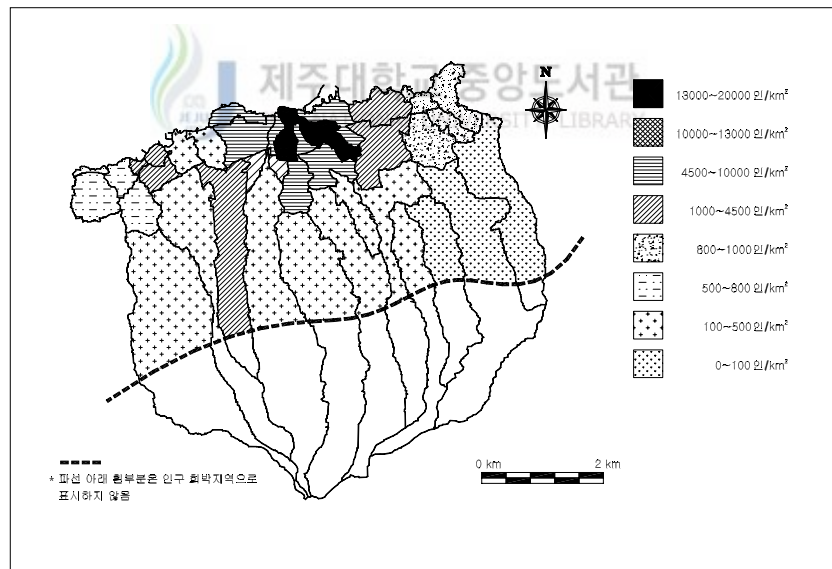 제주대학교 중앙도서관
LIBRARY
N
13000~20000 인/km²
10000~13000 인/km²
4500~10000 인/km²
1000~4500 인/km²
800~1000 인/km²
500~800 인/km²
100~500 인/km²
0~100 인/km²
0 km 2 km
* 파선 아래 흰부분은 인구 희박지역으로
표시하지 않음